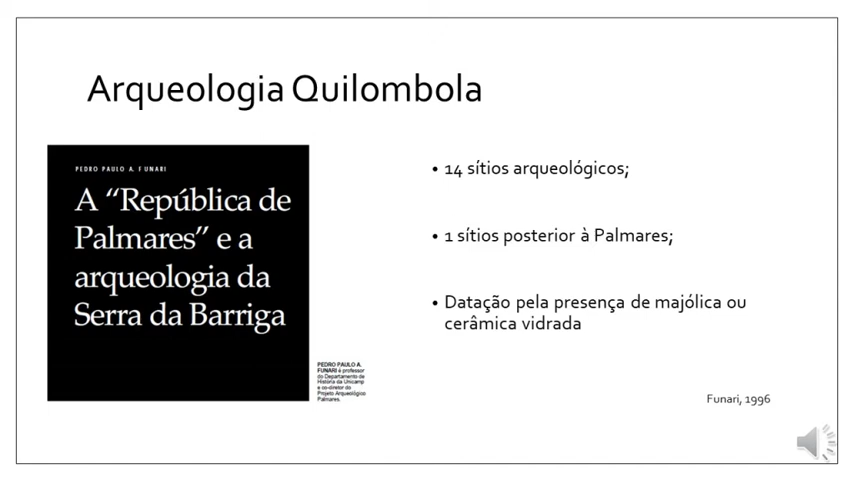 Arqueologia Quilombola
PEDRO PAULO A. FUNARI
A “República de
Palmares” e a
arqueologia da
Serra da Barriga
PEDRO PAULO A.
FUNARI é professor
do Departamento de
História da Unicamp
e co-diretor do
Projeto Arqueológico
Palmares.
• 14 sítios arqueológicos;
• 1 sítios posterior à Palmares;
• Datação pela presença de majólica ou
cerâmica vidrada
Funari, 1996